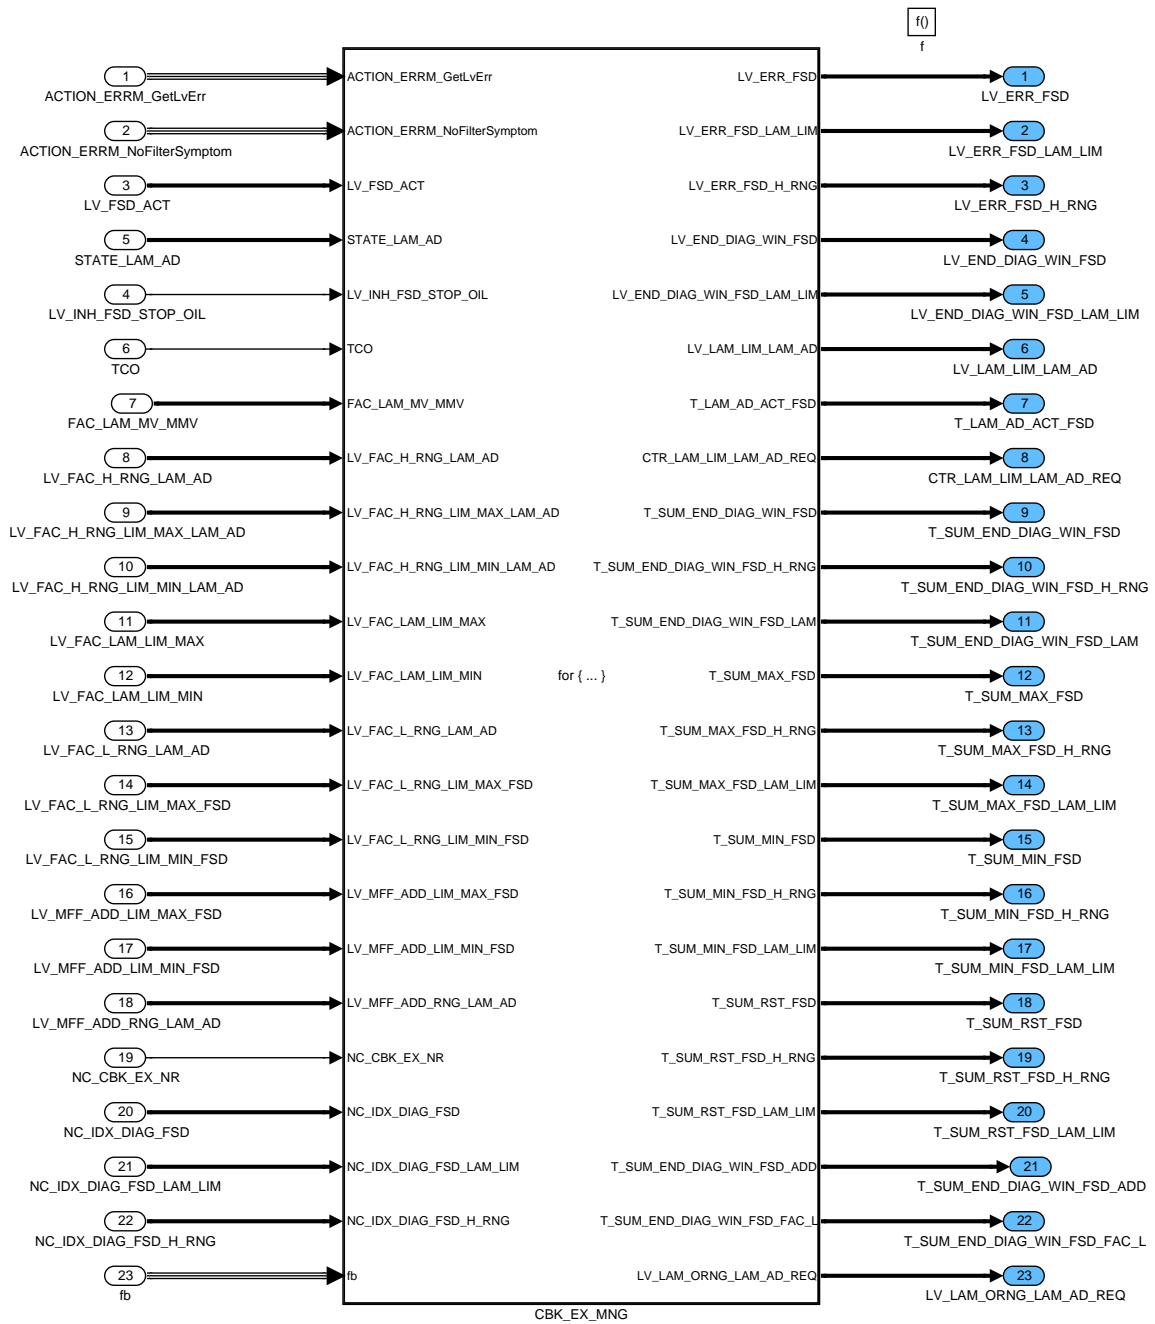 f()
f
1 ACTION_ERRM_GetLvErr LV_ERR_FSD 1
ACTION_ERRM_GetLvErr LV_ERR_FSD
2 ACTION_ERRM_NoFilterSymptom LV_ERR_FSD_LAM_LIM 2
ACTION_ERRM_NoFilterSymptom LV_ERR_FSD_LAM_LIM
3 LV_FSD_ACT LV_ERR_FSD_H_RNG 3
LV_FSD_ACT LV_ERR_FSD_H_RNG
5 STATE_LAM_AD LV_END_DIAG_WIN_FSD 4
STATE_LAM_AD LV_END_DIAG_WIN_FSD
4 LV_INH_FSD_STOP_OIL LV_END_DIAG_WIN_FSD_LAM_LIM 5
LV_INH_FSD_STOP_OIL LV_END_DIAG_WIN_FSD_LAM_LIM
6 TCO LV_LAM_LIM_LAM_AD 6
TCO LV_LAM_LIM_LAM_AD
7 FAC_LAM_MV_MMV T_LAM_AD_ACT_FSD 7
FAC_LAM_MV_MMV T_LAM_AD_ACT_FSD
8 LV_FAC_H_RNG_LAM_AD CTR_LAM_LIM_LAM_AD_REQ 8
LV_FAC_H_RNG_LAM_AD CTR_LAM_LIM_LAM_AD_REQ
9 LV_FAC_H_RNG_LIM_MAX_LAM_AD T_SUM_END_DIAG_WIN_FSD 9
LV_FAC_H_RNG_LIM_MAX_LAM_AD T_SUM_END_DIAG_WIN_FSD
10 LV_FAC_H_RNG_LIM_MIN_LAM_AD T_SUM_END_DIAG_WIN_FSD_H_RNG 10
LV_FAC_H_RNG_LIM_MIN_LAM_AD T_SUM_END_DIAG_WIN_FSD_H_RNG
11 LV_FAC_LAM_LIM_MAX T_SUM_END_DIAG_WIN_FSD_LAM 11
LV_FAC_LAM_LIM_MAX T_SUM_END_DIAG_WIN_FSD_LAM
12 LV_FAC_LAM_LIM_MIN for { ... } T_SUM_MAX_FSD 12
LV_FAC_LAM_LIM_MIN T_SUM_MAX_FSD
13 LV_FAC_L_RNG_LAM_AD T_SUM_MAX_FSD_H_RNG 13
LV_FAC_L_RNG_LAM_AD T_SUM_MAX_FSD_H_RNG
14 LV_FAC_L_RNG_LIM_MAX_FSD T_SUM_MAX_FSD_LAM_LIM 14
LV_FAC_L_RNG_LIM_MAX_FSD T_SUM_MAX_FSD_LAM_LIM
15 LV_FAC_L_RNG_LIM_MIN_FSD T_SUM_MIN_FSD 15
LV_FAC_L_RNG_LIM_MIN_FSD T_SUM_MIN_FSD
16 LV_MFF_ADD_LIM_MAX_FSD T_SUM_MIN_FSD_H_RNG 16
LV_MFF_ADD_LIM_MAX_FSD T_SUM_MIN_FSD_H_RNG
17 LV_MFF_ADD_LIM_MIN_FSD T_SUM_MIN_FSD_LAM_LIM 17
LV_MFF_ADD_LIM_MIN_FSD T_SUM_MIN_FSD_LAM_LIM
18 LV_MFF_ADD_RNG_LAM_AD T_SUM_RST_FSD 18
LV_MFF_ADD_RNG_LAM_AD T_SUM_RST_FSD
19 NC_CBK_EX_NR T_SUM_RST_FSD_H_RNG 19
NC_CBK_EX_NR T_SUM_RST_FSD_H_RNG
20 NC_IDX_DIAG_FSD T_SUM_RST_FSD_LAM_LIM 20
NC_IDX_DIAG_FSD T_SUM_RST_FSD_LAM_LIM
21 NC_IDX_DIAG_FSD_LAM_LIM T_SUM_END_DIAG_WIN_FSD_ADD 21
NC_IDX_DIAG_FSD_LAM_LIM T_SUM_END_DIAG_WIN_FSD_ADD
22 NC_IDX_DIAG_FSD_H_RNG T_SUM_END_DIAG_WIN_FSD_FAC_L 22
NC_IDX_DIAG_FSD_H_RNG T_SUM_END_DIAG_WIN_FSD_FAC_L
23 fb LV_LAM_ORNG_LAM_AD_REQ 23
fb LV_LAM_ORNG_LAM_AD_REQ
CBK_EX_MNG